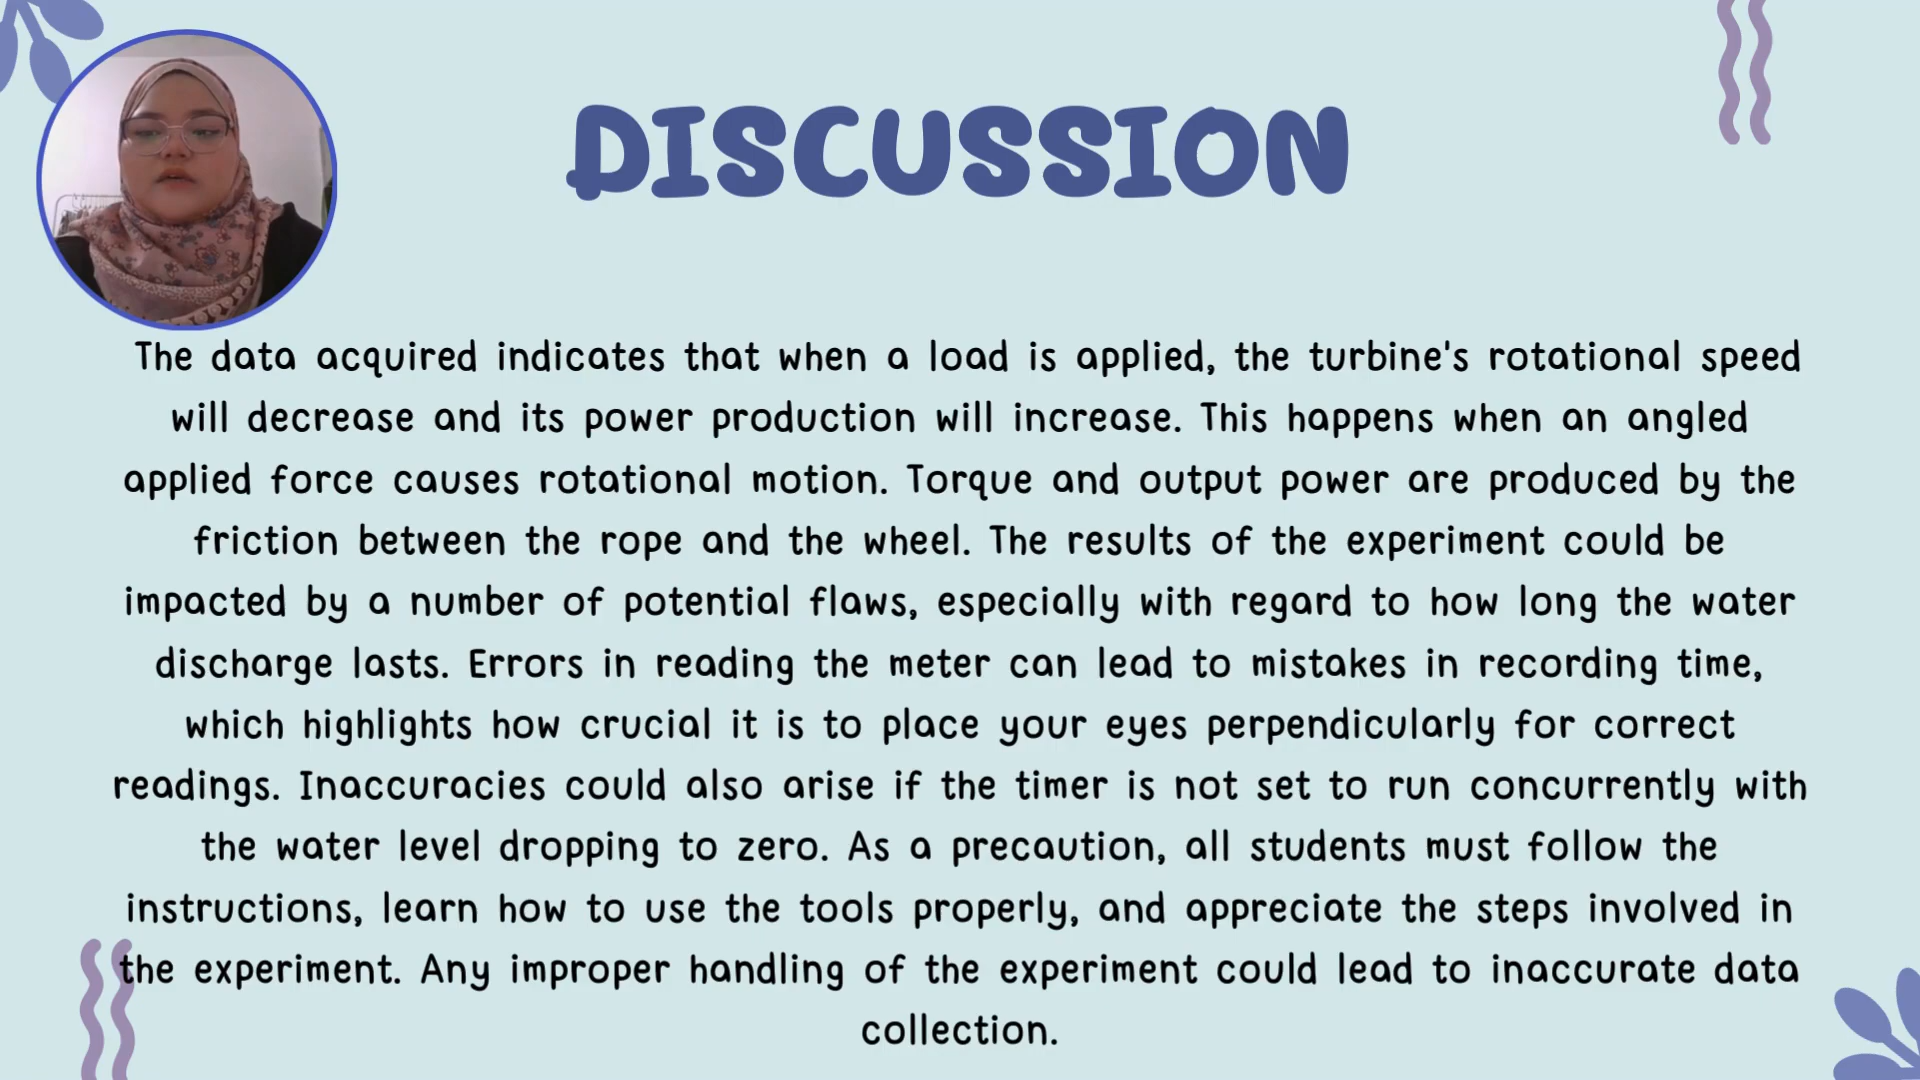 DISCUSSION
The data acquired indicates that when a load is applied, the turbine's rotational speed
will decrease and its power production will increase. This happens when an angled
applied force causes rotational motion. Torque and output power are produced by the
friction between the rope and the wheel. The results of the experiment could be
impacted by a number of potential flaws, especially with regard to how long the water
discharge lasts. Errors in reading the meter can lead to mistakes in recording time,
which highlights how crucial it is to place your eyes perpendicularly for correct
readings. Inaccuracies could also arise if the timer is not set to run concurrently with
the water level dropping to zero. As a precaution, all students must follow the
instructions, learn how to use the tools properly, and appreciate the steps involved in
the experiment. Any improper handling of the experiment could lead to inaccurate data
collection.